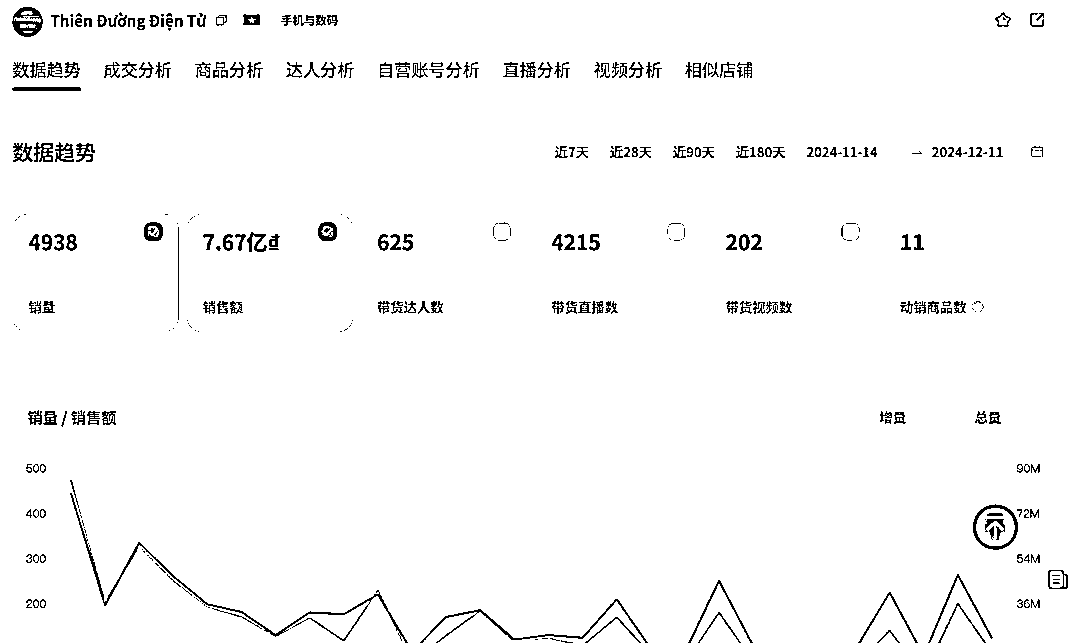 Thiên Đường Điện Tử 手机与数码
数据趋势 成交分析 商品分析 达人分析 自营账号分析 直播分析 视频分析 相似店铺
数据趋势 近7天 近28天 近90天 近180天 2024-11-14 → 2024-12-11
4938 7.67亿₫ 625 4215 202 11
销量 销售额 带货达人数 带货直播数 带货视频数 动销商品数
销量 / 销售额 增量 总量
500 90M
400 72M
300 54M
200 36M